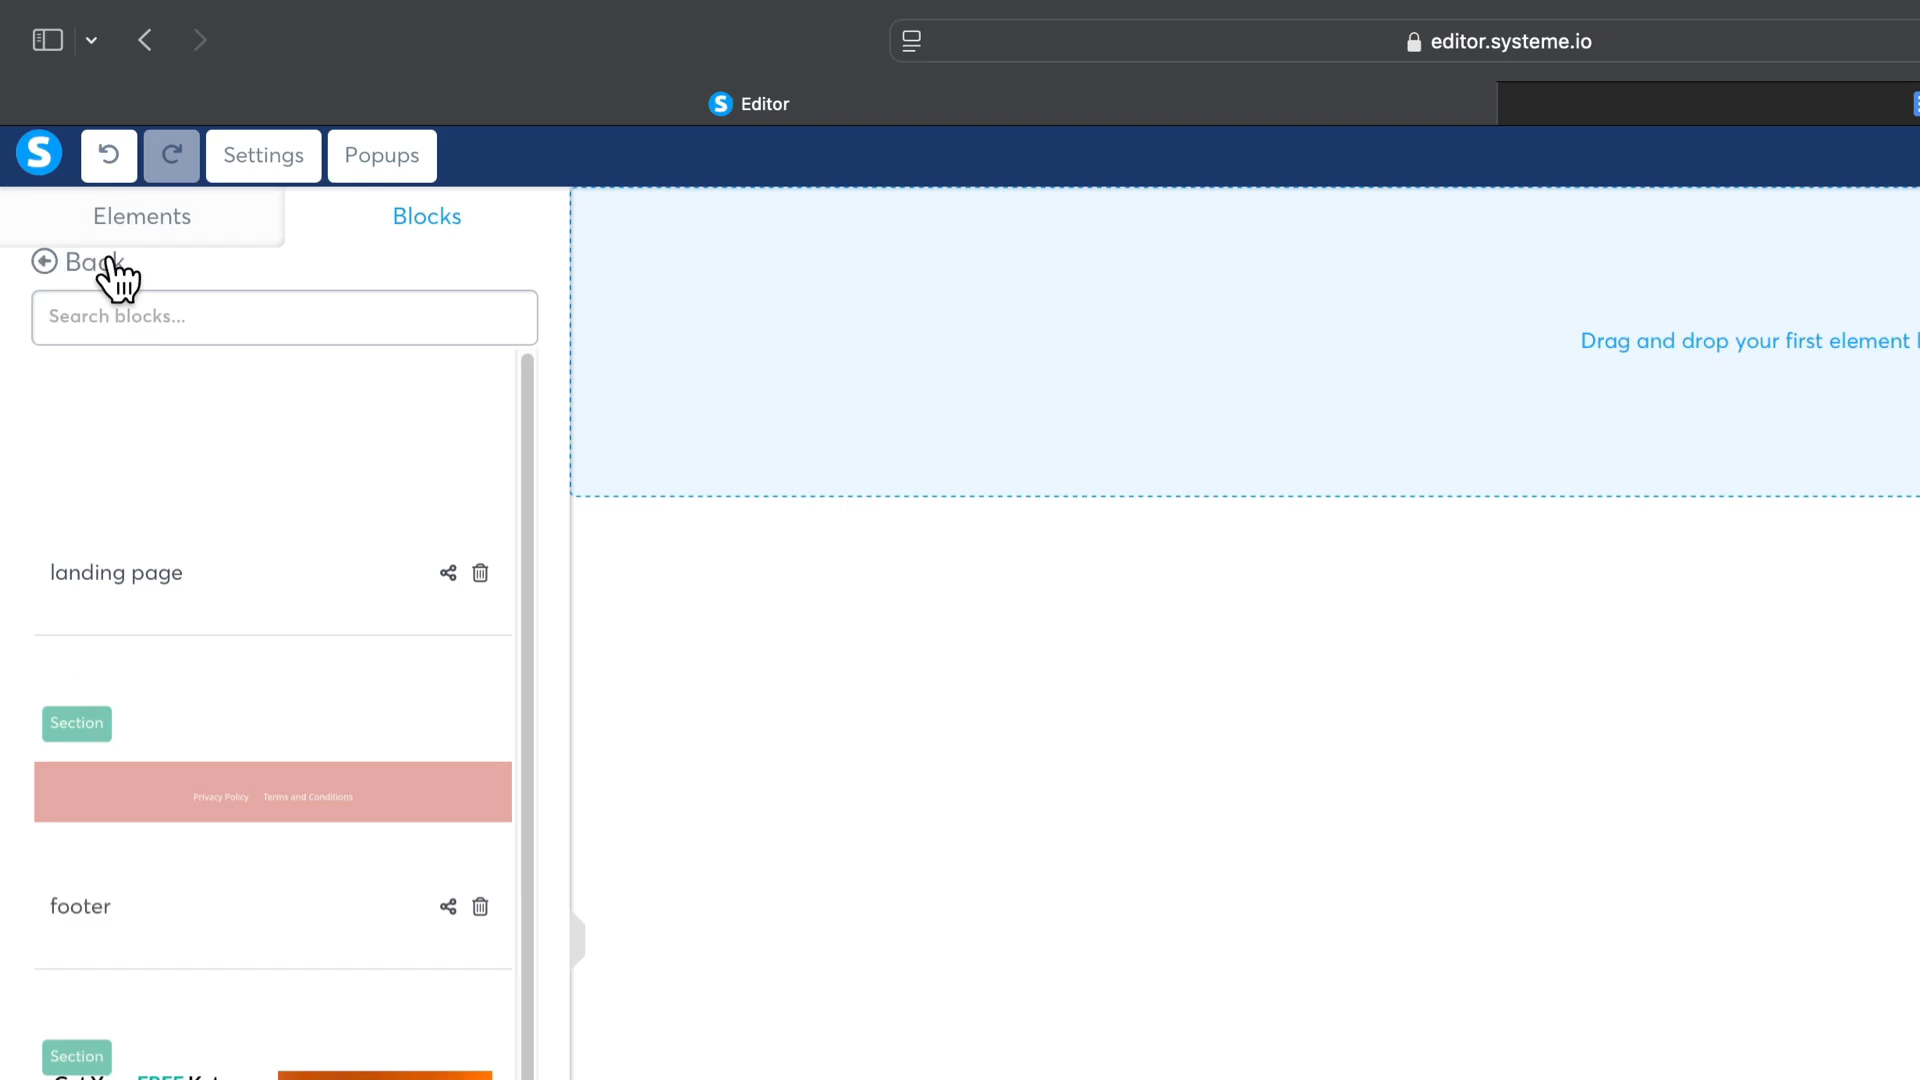 editor.systeme.io
S Editor
S Settings Popups
Elements Blocks
Back
Search blocks...
Drag and drop your first element
landing page
Section
Privacy Policy Terms and Conditions
footer
Section
FREE